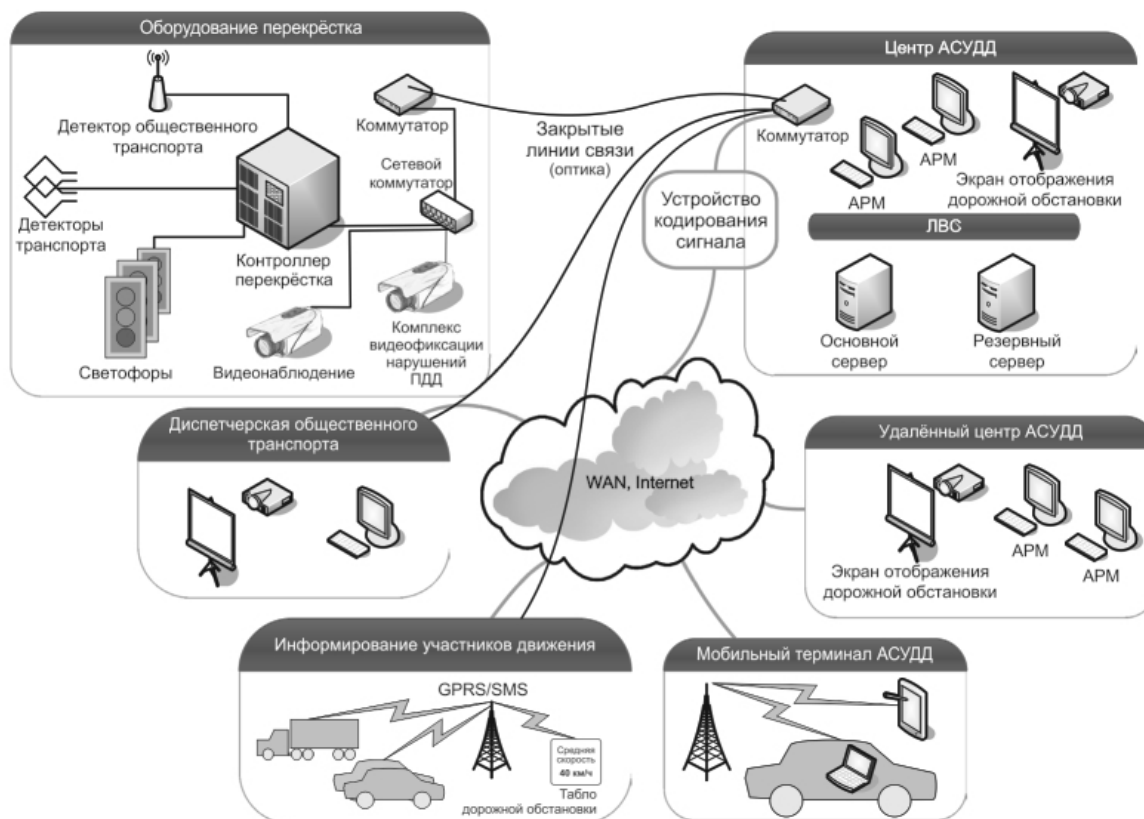 Оборудование перекрёстка
Детектор общественного
транспорта
Коммутатор
Сетевой
коммутатор
Детекторы
транспорта
Контроллер
перекрёстка
Светофоры
Видеонаблюдение
Комплекс
видеофиксации
нарушений
ПДД
Закрытые
линии связи
(оптика)
Центр АСУДД
Коммутатор
АРМ
АРМ
Экран отображения
дорожной обстановки
ЛВС
Основной
сервер
Резервный
сервер
Устройство
кодирования
сигнала
Диспетчерская общественного
транспорта
WAN, Internet
Удалённый центр АСУДД
Экран отображения
дорожной обстановки
АРМ
АРМ
Информирование участников движения
GPRS/SMS
Средняя
скорость
40 км/ч
Табло
дорожной обстановки
Мобильный терминал АСУДД